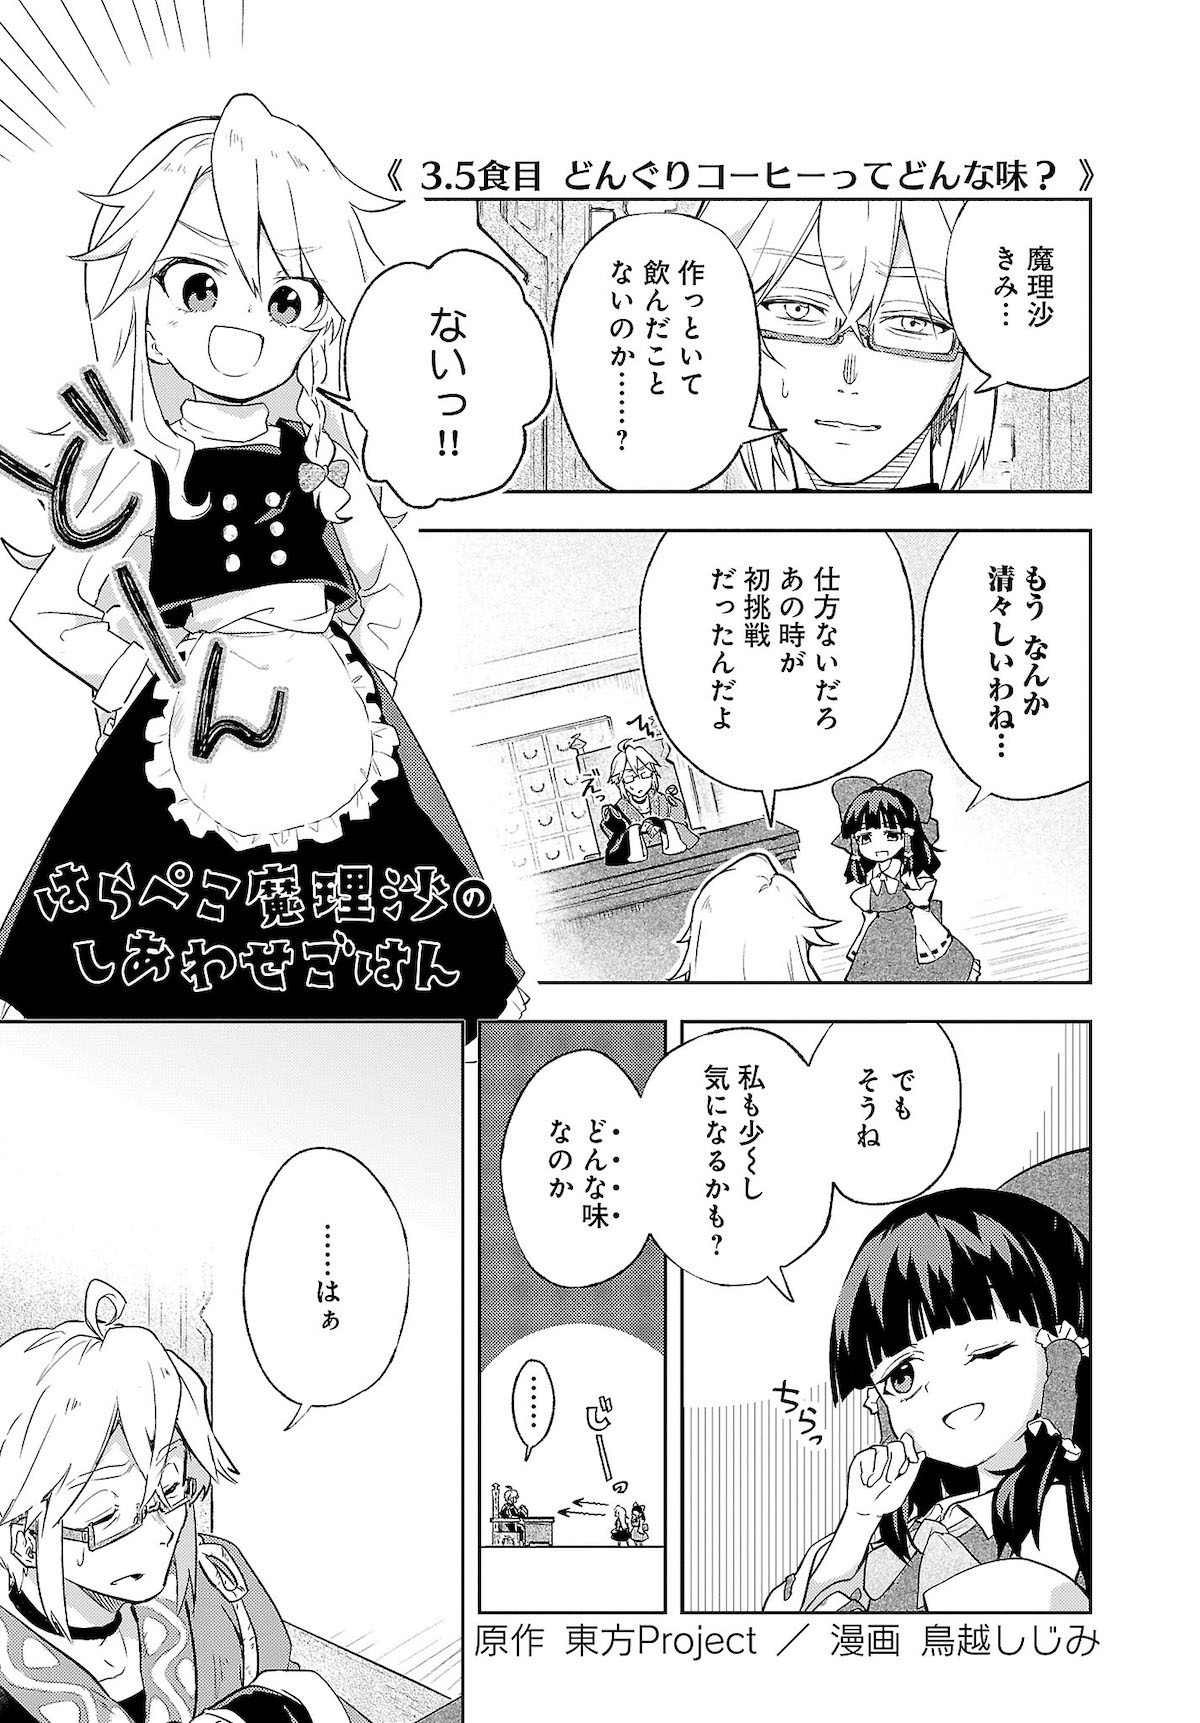 《 3.5食目 どんぐりコーヒーってどんな味？ 》
魔理沙
きみ…
作っといて
飲んだこと
ないのか……？
ないっ!!
どどーん
はらぺこ魔理沙の
しあわせごはん
もう なんか
清々しいわね…
仕方ないだろ
あの時が
初挑戦
だったんだよ
えぇっ
でも
そうね
私も少〜し
気になるかも？
どんな味
なのか
ちらっ
じーっ
……
……はぁ
原作 東方Project ／ 漫画 鳥越しじみ